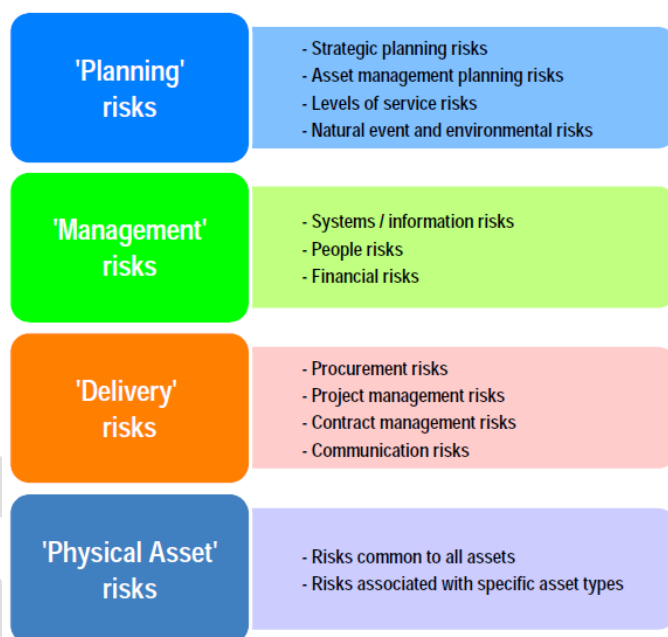 'Planning'
risks
- Strategic planning risks
- Asset management planning risks
- Levels of service risks
- Natural event and environmental risks
'Management'
risks
- Systems / information risks
- People risks
- Financial risks
'Delivery'
risks
- Procurement risks
- Project management risks
- Contract management risks
- Communication risks
'Physical Asset'
risks
- Risks common to all assets
- Risks associated with specific asset types